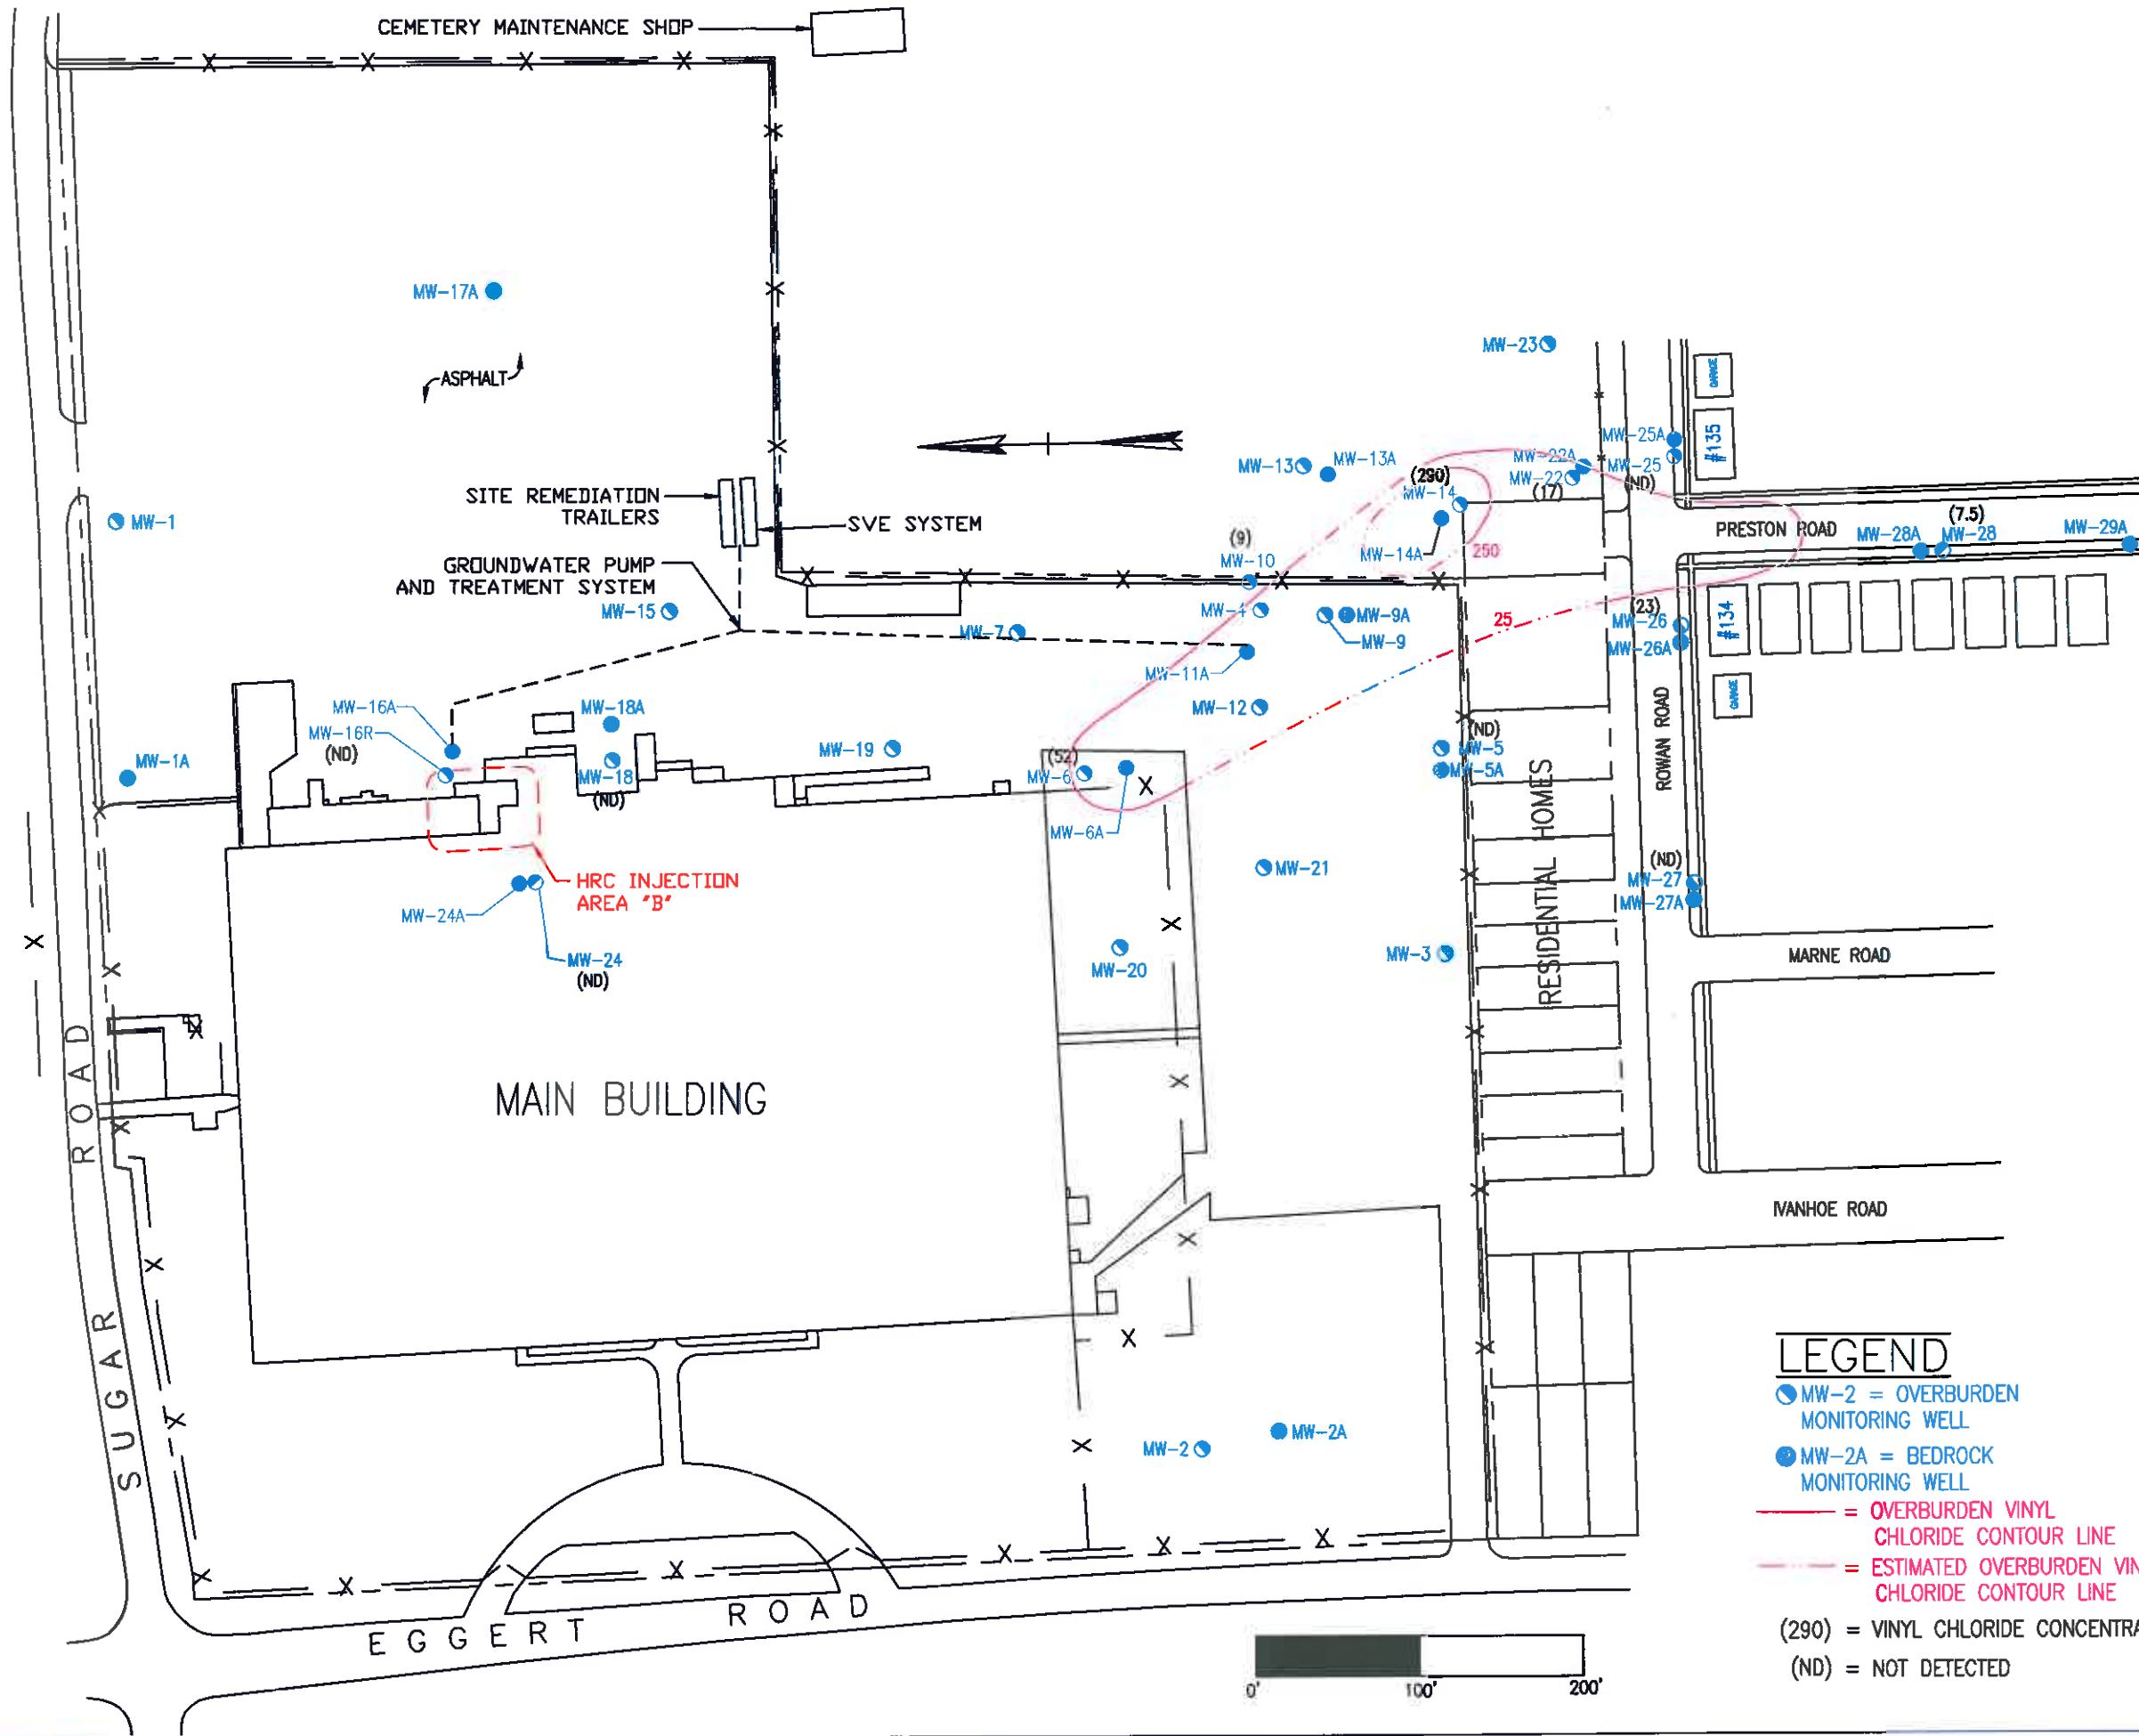 CEMETERY MAINTENANCE SHOP
MW-17A
ASPHALT
MW-23
GARAGE
#135
MW-25A
MW-25
(ND)
MW-22A
MW-22
(17)
MW-13
MW-13A
(290)
MW-14
MW-14A
250
SITE REMEDIATION
TRAILERS
SVE SYSTEM
MW-1
GROUNDWATER PUMP
AND TREATMENT SYSTEM
(9)
MW-10
PRESTON ROAD
(7.5)
MW-28A
MW-28
MW-29A
MW-15
MW-7
MW-4
MW-9A
MW-9
25
(23)
MW-26
MW-26A
#134
GARAGE
MW-11A
MW-12
MW-16A
MW-16R
(ND)
MW-18A
MW-18
(ND)
MW-19
(52)
MW-6
MW-6A
(ND)
MW-5
MW-5A
ROWAN ROAD
RESIDENTIAL HOMES
MW-1A
HRC INJECTION
AREA "B"
MW-24A
MW-24
(ND)
MW-21
MW-20
MW-3
(ND)
MW-27
MW-27A
MARNE ROAD
MAIN BUILDING
IVANHOE ROAD
SUGAR ROAD
EGGERT ROAD
MW-2
MW-2A
LEGEND
MW-2 = OVERBURDEN
MONITORING WELL
MW-2A = BEDROCK
MONITORING WELL
= OVERBURDEN VINYL
CHLORIDE CONTOUR LINE
= ESTIMATED OVERBURDEN VIN
CHLORIDE CONTOUR LINE
(290) = VINYL CHLORIDE CONCENTRA
(ND) = NOT DETECTED
0'
100'
200'